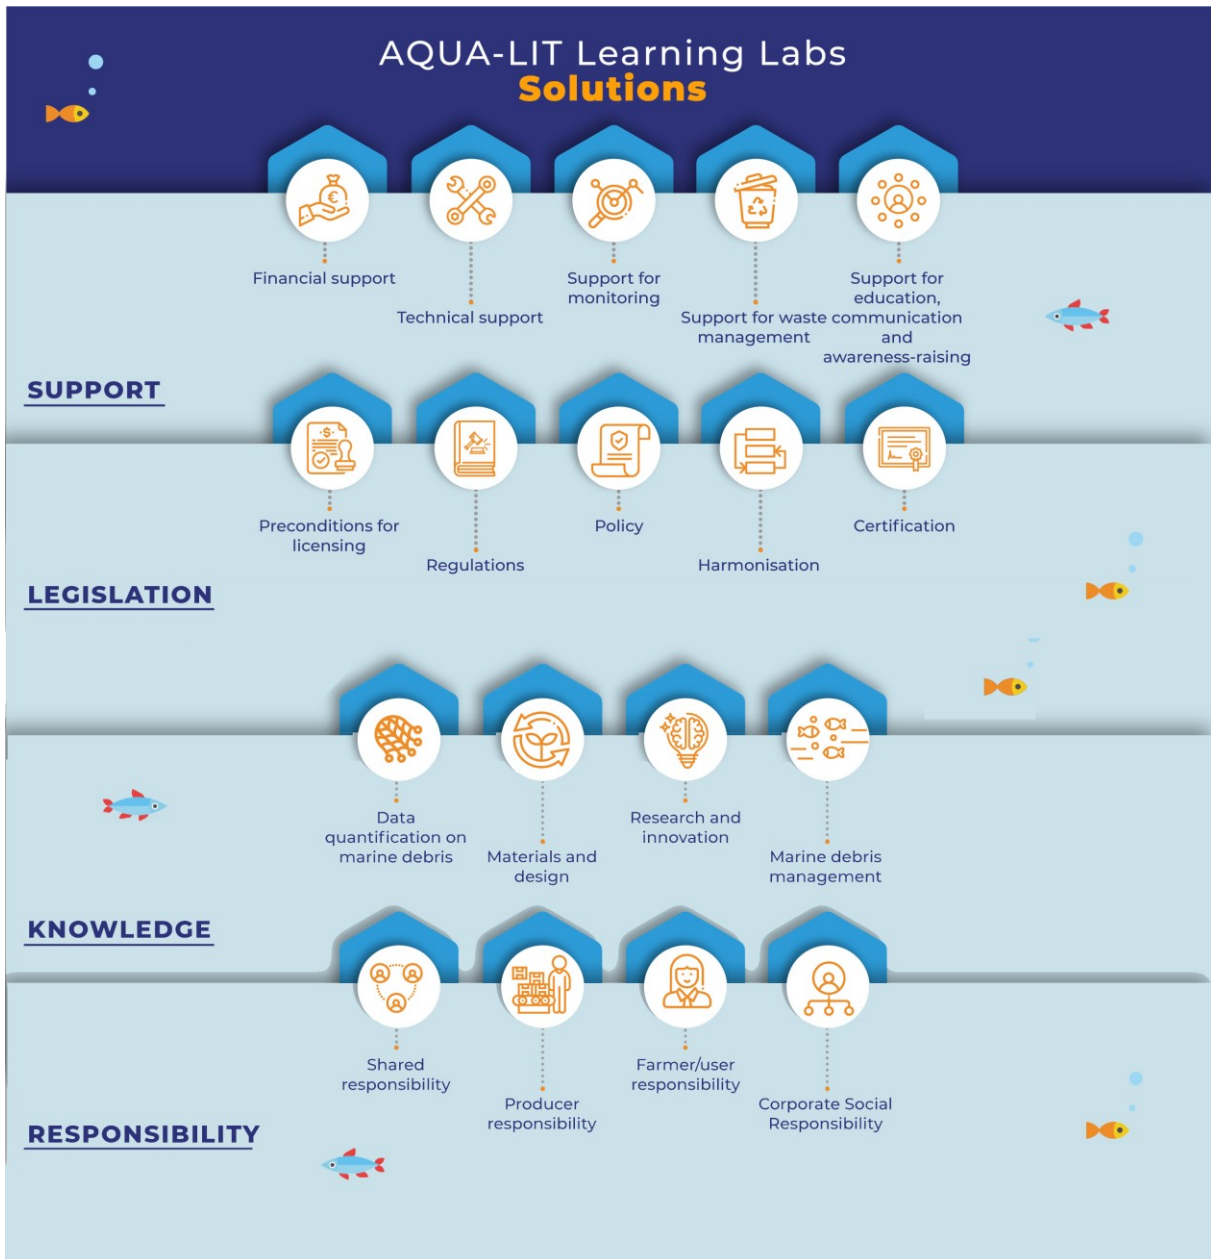 AQUA-LIT Learning Labs
Solutions
Financial support
Technical support
Support for
monitoring
Support for waste
management
Support for
education,
communication
and
awareness-raising
SUPPORT
Preconditions for
licensing
Regulations
Policy
Harmonisation
Certification
LEGISLATION
Data
quantification on
marine debris
Materials and
design
Research and
innovation
Marine debris
management
KNOWLEDGE
Shared
responsibility
Producer
responsibility
Farmer/user
responsibility
Corporate Social
Responsibility
RESPONSIBILITY